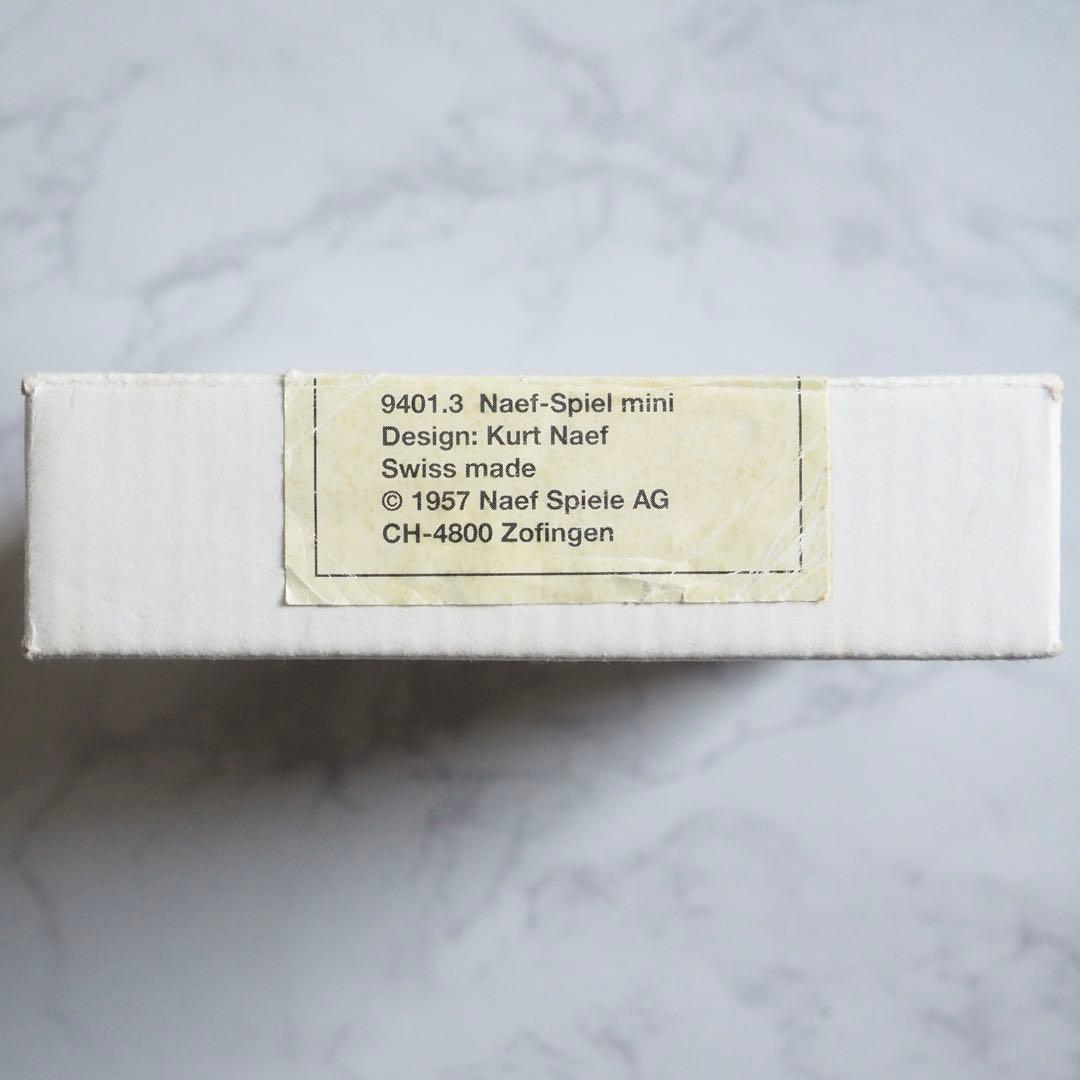 9401.3 Naef-Spiel mini
Design: Kurt Naef
Swiss made
© 1957 Naef Spiele AG
CH-4800 Zofingen